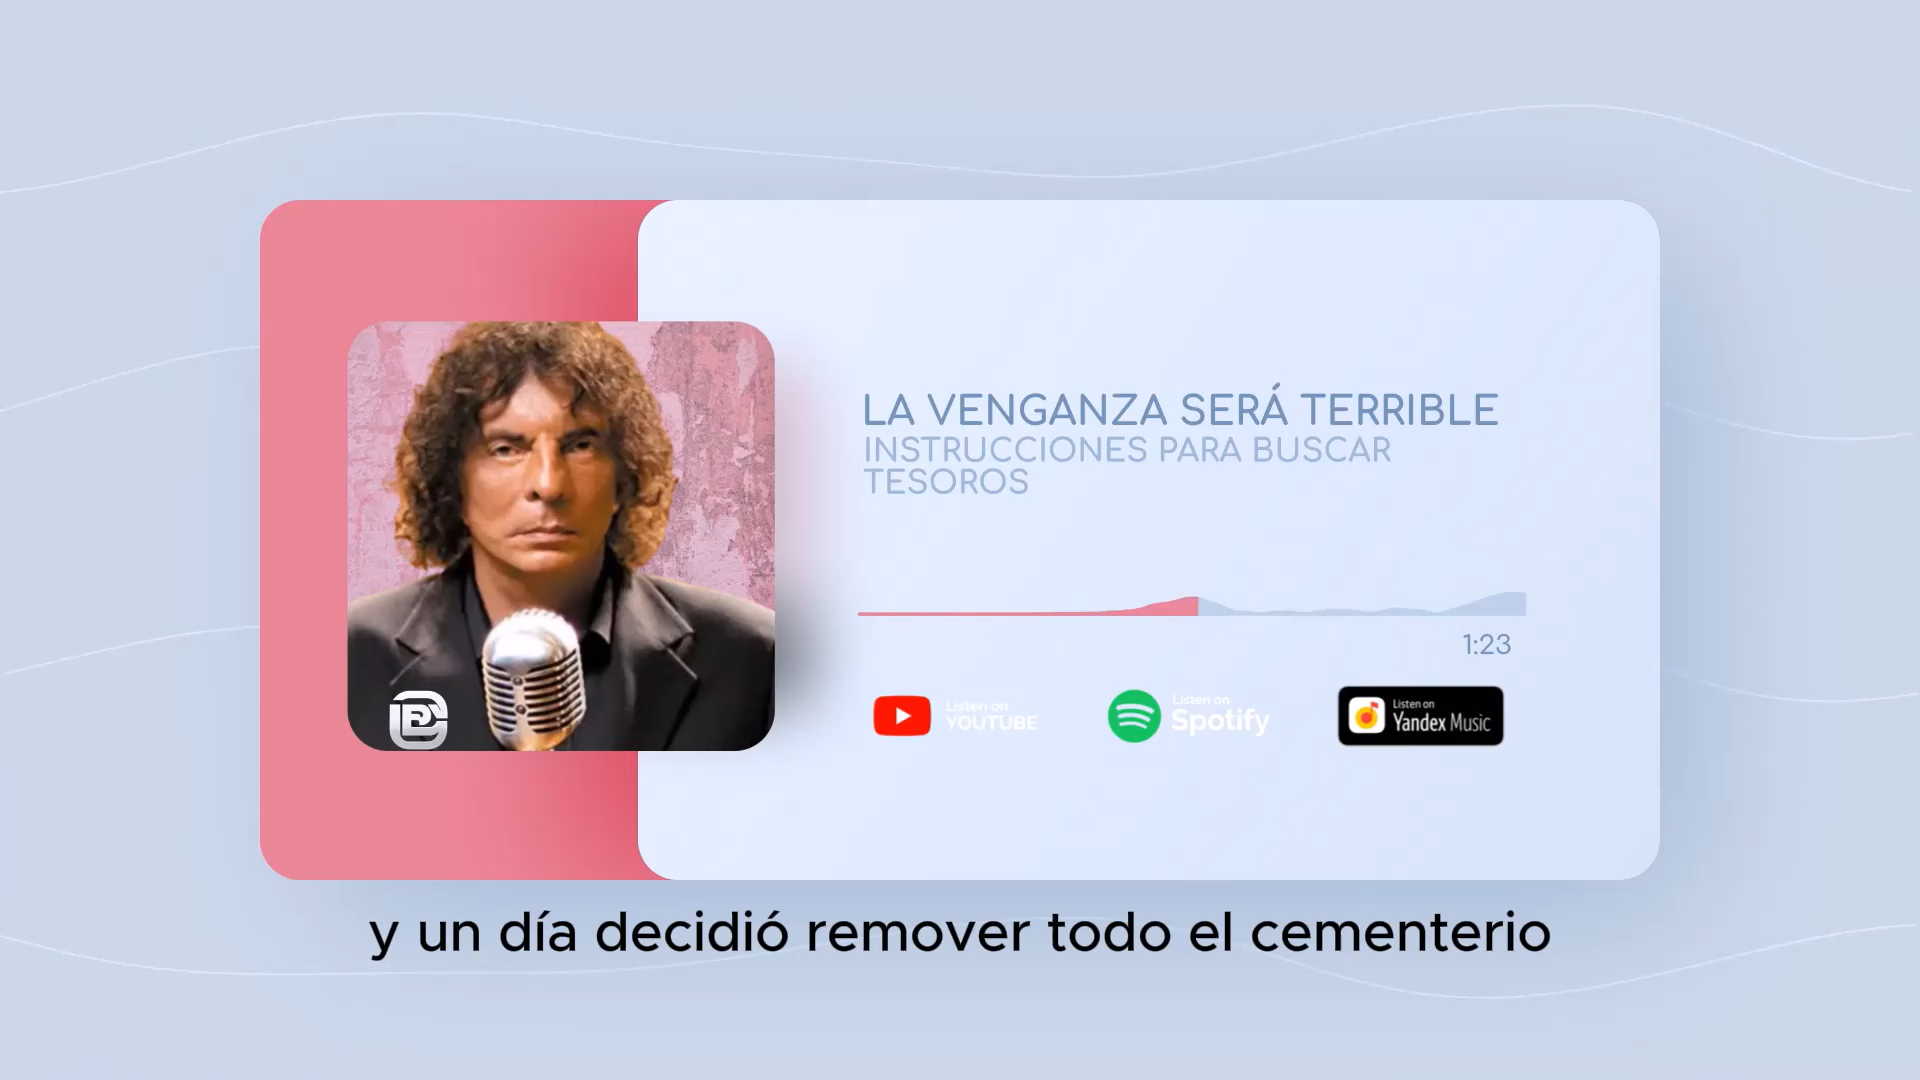 LA VENGANZA SERÁ TERRIBLE
INSTRUCCIONES PARA BUSCAR
TESOROS
1:23
Listen on
YOUTUBE
Listen on
Spotify
Listen on
Yandex Music
y un día decidió remover todo el cementerio